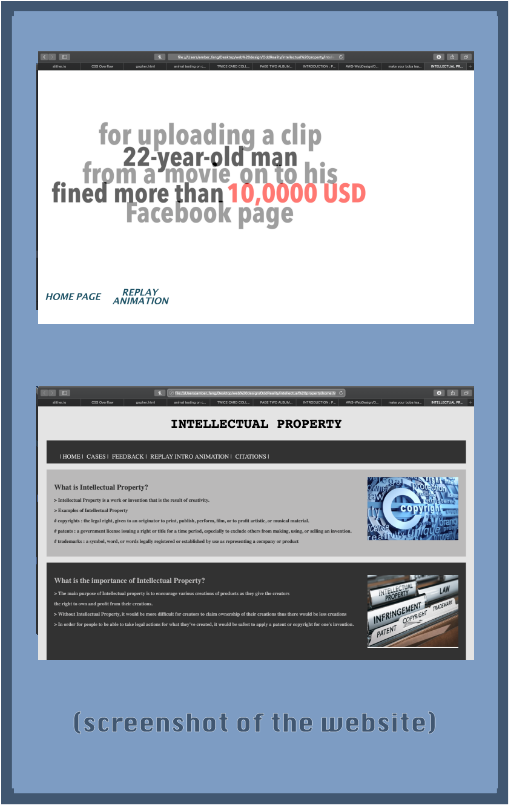 for uploading a clip
22-year-old man
from a movie on to his
fined more than 10,0000 USD
Facebook page
HOME PAGE
REPLAY
ANIMATION
INTELLECTUAL PROPERTY
| HOME | CASES | FEEDBACK | REPLAY INTRO ANIMATION | CITATIONS |
What is Intellectual Property?
> Intellectual Property is a work or invention that is the result of creativity.
> Examples of Intellectual Property
# copyrights : the legal right, given to an originator to print, publish, perform, film, or to profit artistic, or musical material.
# patents : a government license issuing a right or title for a time period, especially to exclude others from making, using, or selling an invention.
# trademarks : a symbol, word, or words legally registered or established by use as representing a company or product
copyright
What is the importance of Intellectual Property?
> The main purpose of Intellectual property is to encourage various creations of products as they give the creators
the right to own and profit from their creations.
> Without Intellectual Property, it would be more difficult for creators to claim ownership of their creations thus there would be less creations
> In order for people to be able to take legal actions for what they've created, it would be safest to apply a patent or copyright for one's invention.
INTELLECTUAL
PROPERTY
LAW
INFRINGEMENT
TRADEMARK
COPYRIGHT
PATENT
(screenshot of the website)